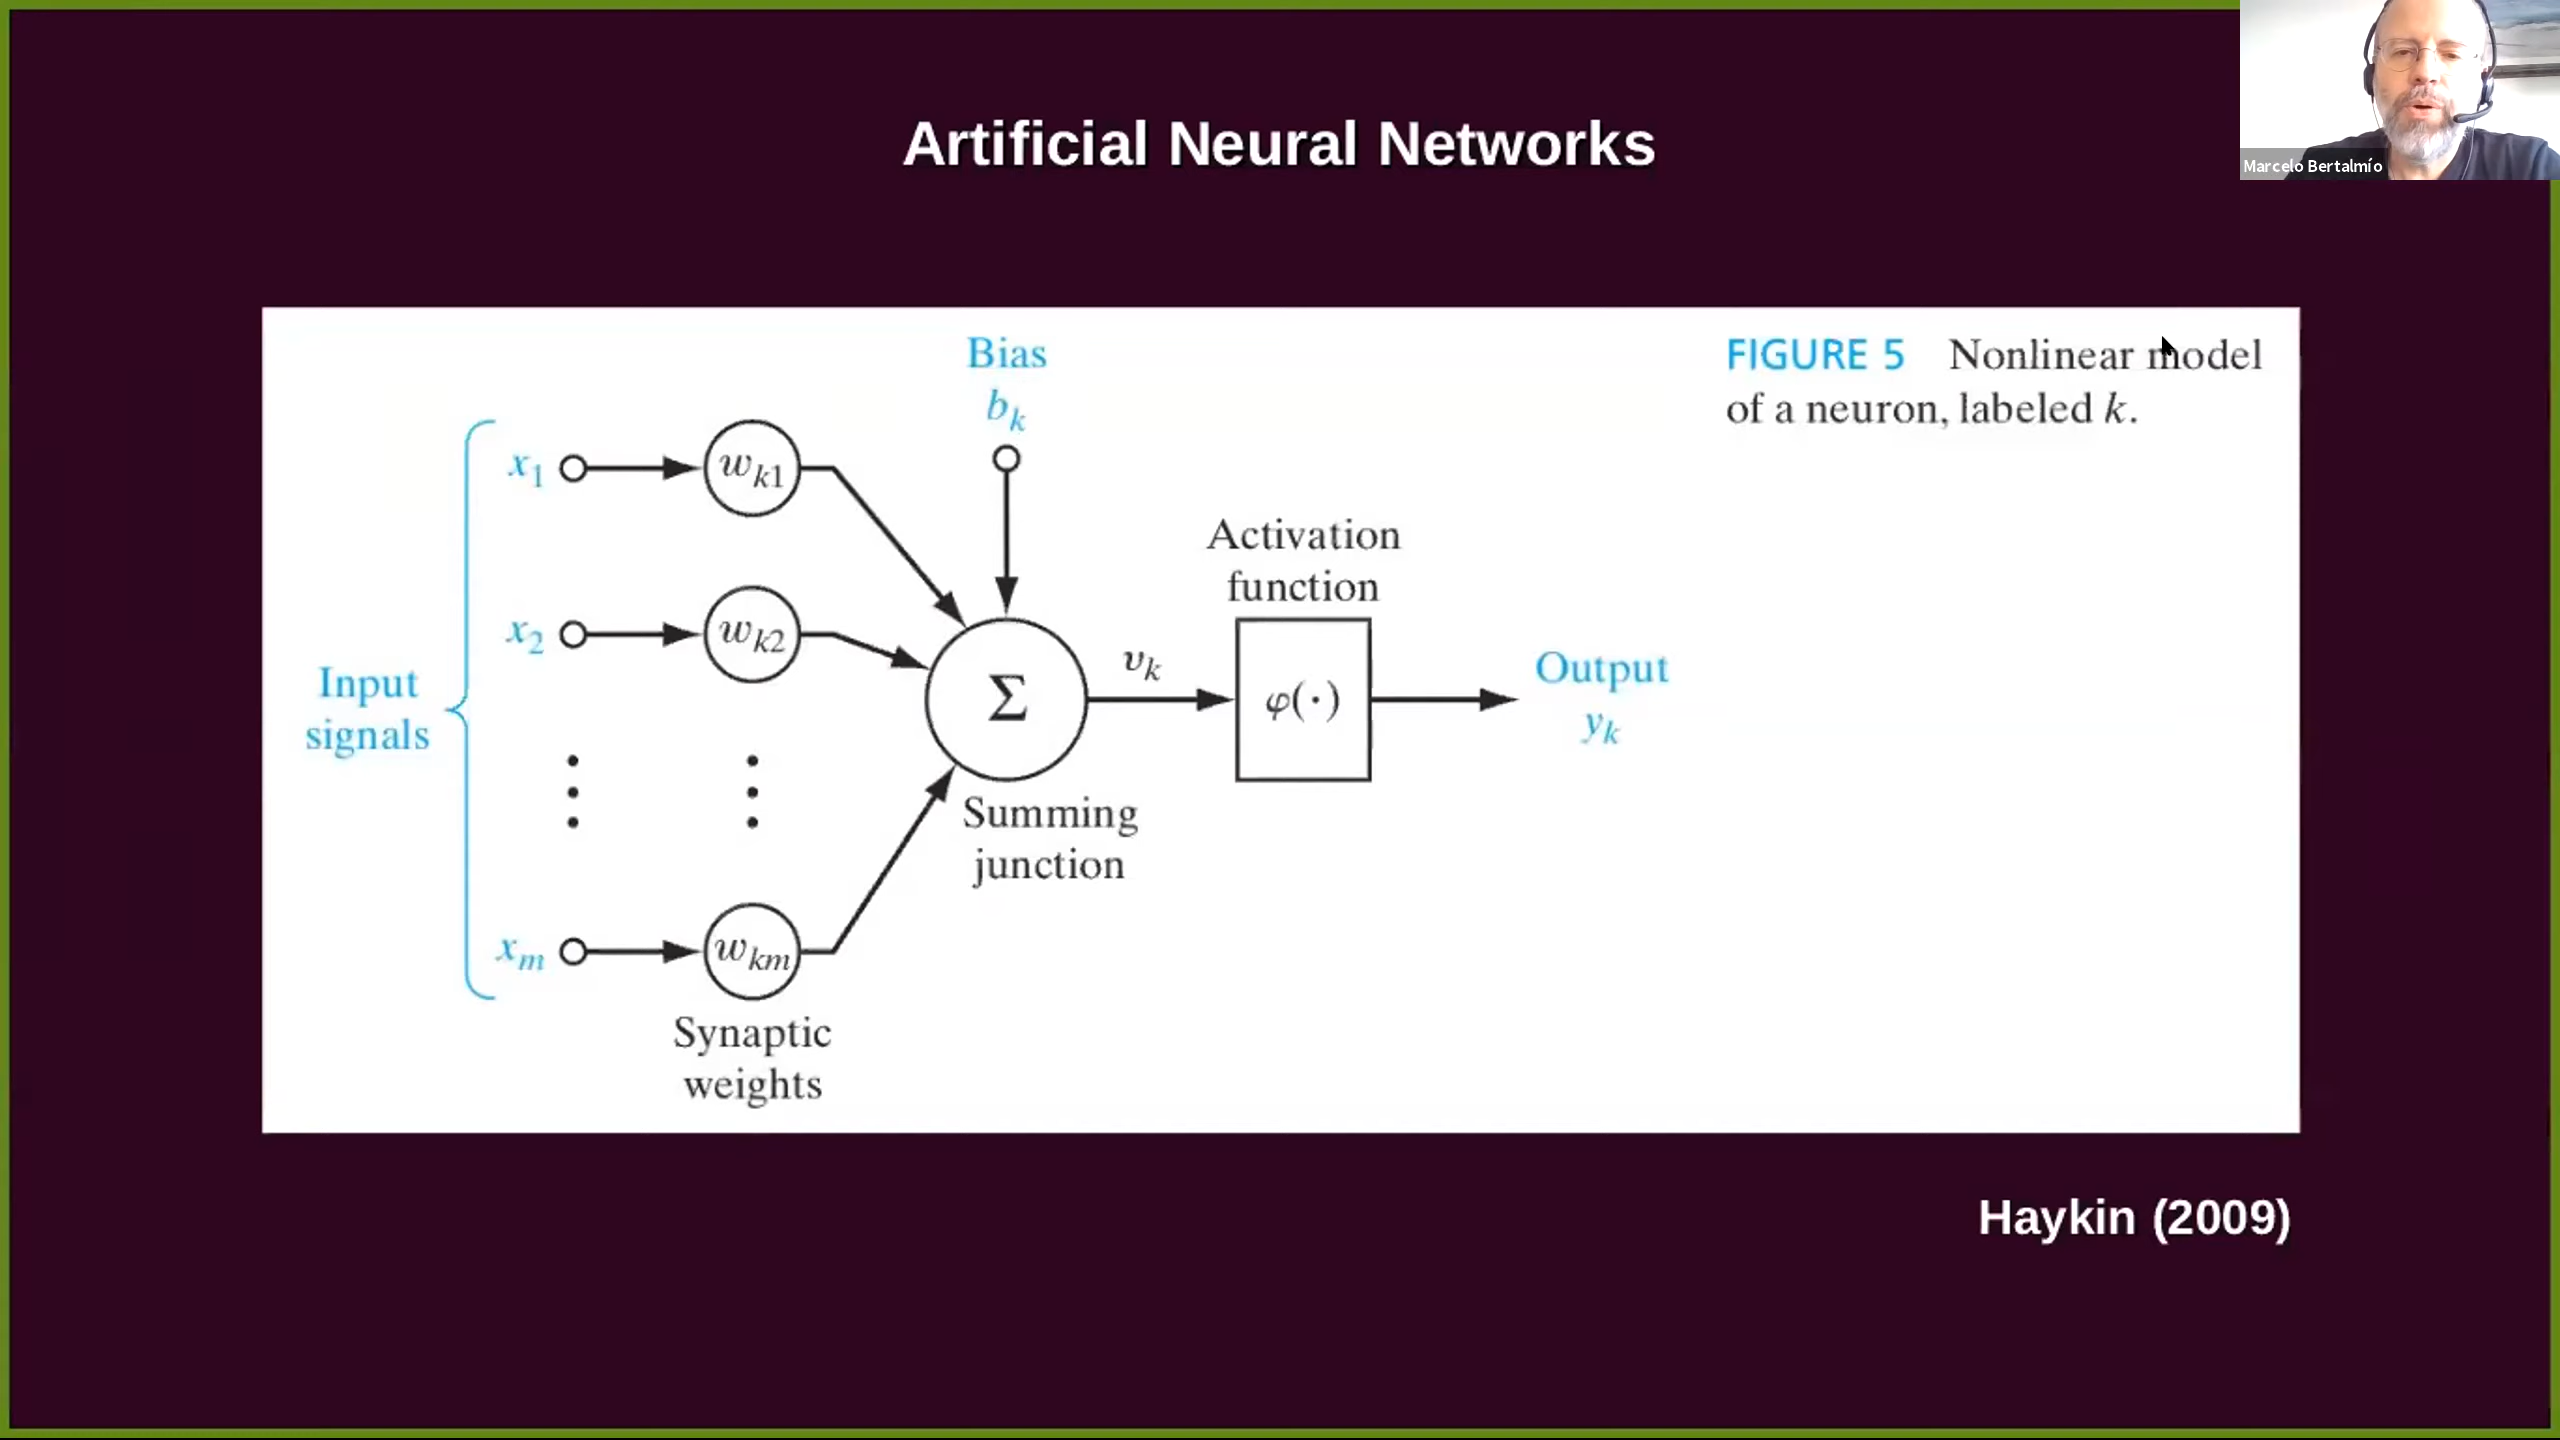 Artificial Neural Networks
Marcelo Bertalmío
Bias
b_k
FIGURE 5 Nonlinear model
of a neuron, labeled k.
x_1
w_k1
Activation
function
x_2
w_k2
Input
signals
Σ
v_k
φ(·)
Output
y_k
Summing
junction
x_m
w_km
Synaptic
weights
Haykin (2009)